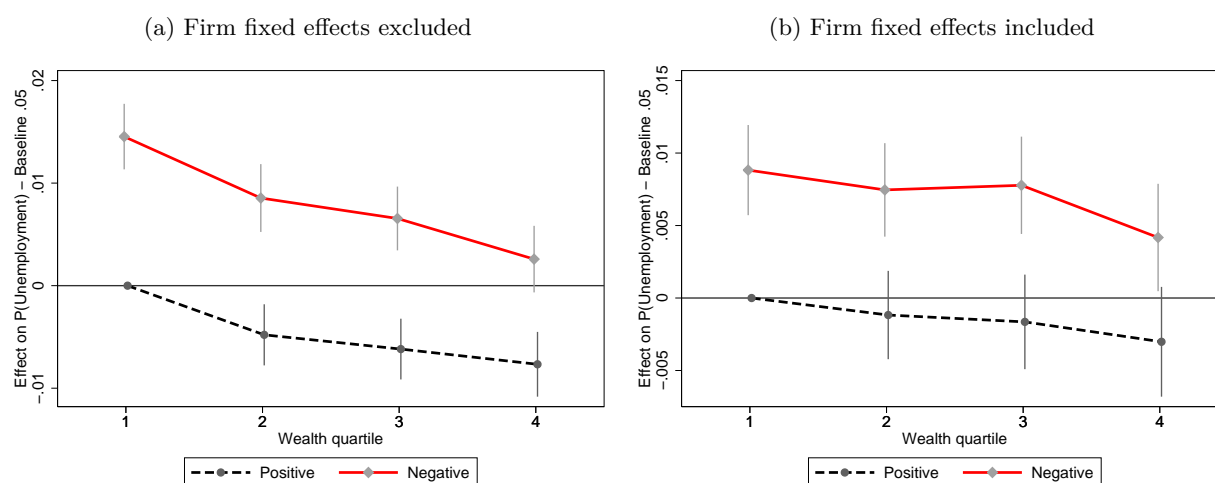 (a) Firm fixed effects excluded
Effect on P(Unemployment) – Baseline .05
.02
.01
0
-.01
1 2 3 4
Wealth quartile
Positive Negative
(b) Firm fixed effects included
Effect on P(Unemployment) – Baseline .05
.015
.01
.005
0
-.005
1 2 3 4
Wealth quartile
Positive Negative